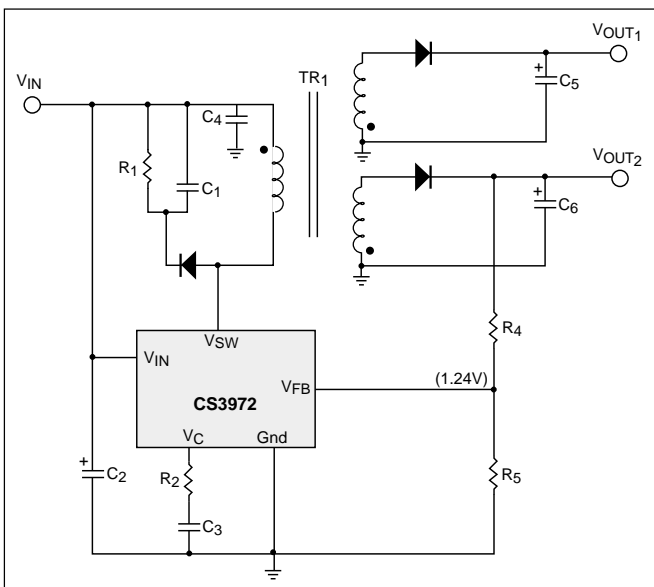 VOUT1
VIN
TR1
C5
C4
R1
C1
VOUT2
C6
VSW
R4
VIN
VFB
(1.24V)
CS3972
VC
Gnd
C2
R2
R5
C3